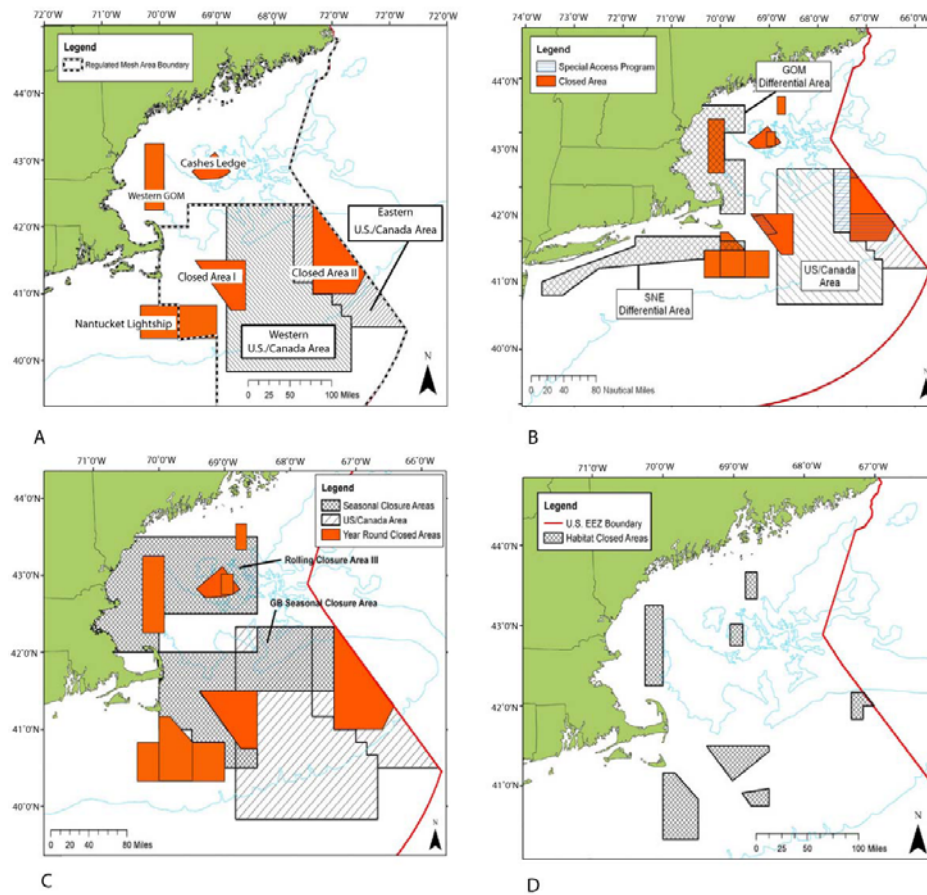 71°0'W
70°0'W
69°0'W
68°0'W
67°0'W
72°0'W
72°0'W
Legend
Regulated Mesh Area Boundary
44°0'N
43°0'N
42°0'N
41°0'N
40°0'N
Cashes Ledge
Western GOM
Eastern
U.S./Canada Area
Closed Area I
Closed Area II
Nantucket Lightship
Western
U.S./Canada Area
N
0 25 50 100 Miles
A
74°0'W
73°0'W
72°0'W
71°0'W
70°0'W
69°0'W
68°0'W
67°0'W
66°0'W
Legend
Special Access Program
Closed Area
GOM
Differential Area
44°0'N
43°0'N
42°0'N
41°0'N
40°0'N
US/Canada
Area
SNE
Differential Area
0 20 40 80 Nautical Miles
N
B
71°0'W
70°0'W
69°0'W
68°0'W
67°0'W
66°0'W
Legend
Seasonal Closure Areas
US/Canada Area
Year Round Closed Areas
44°0'N
43°0'N
42°0'N
41°0'N
40°0'N
Rolling Closure Area III
GB Seasonal Closure Area
0 20 40 80
Miles
N
C
71°0'W
70°0'W
69°0'W
68°0'W
67°0'W
Legend
U.S. EEZ Boundary
Habitat Closed Areas
44°0'N
43°0'N
42°0'N
41°0'N
0 25 50 100
Miles
N
D